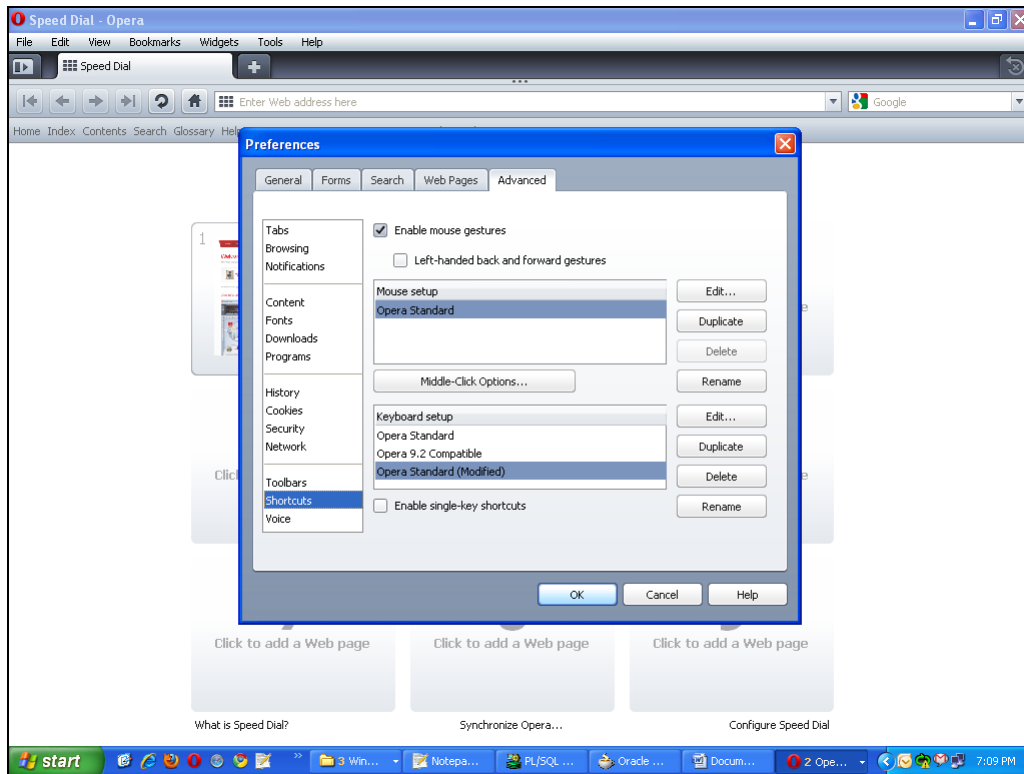 Speed Dial - Opera
File Edit View Bookmarks Widgets Tools Help
Speed Dial
Enter Web address here
Google
Home Index Contents Search Glossary Hel
Preferences
General Forms Search Web Pages Advanced
Tabs
Browsing
Notifications
Content
Fonts
Downloads
Programs
History
Cookies
Security
Network
Toolbars
Shortcuts
Voice
Enable mouse gestures
Left-handed back and forward gestures
Mouse setup
Opera Standard
Edit...
Duplicate
Delete
Rename
Middle-Click Options...
Keyboard setup
Opera Standard
Opera 9.2 Compatible
Opera Standard (Modified)
Edit...
Duplicate
Delete
Rename
Enable single-key shortcuts
OK Cancel Help
1
Click
Click to add a Web page Click to add a Web page Click to add a Web page
What is Speed Dial? Synchronize Opera... Configure Speed Dial
start 3 Win... Notepa... PL/SQL ... Oracle ... Docum... 2 Ope... 7:09 PM